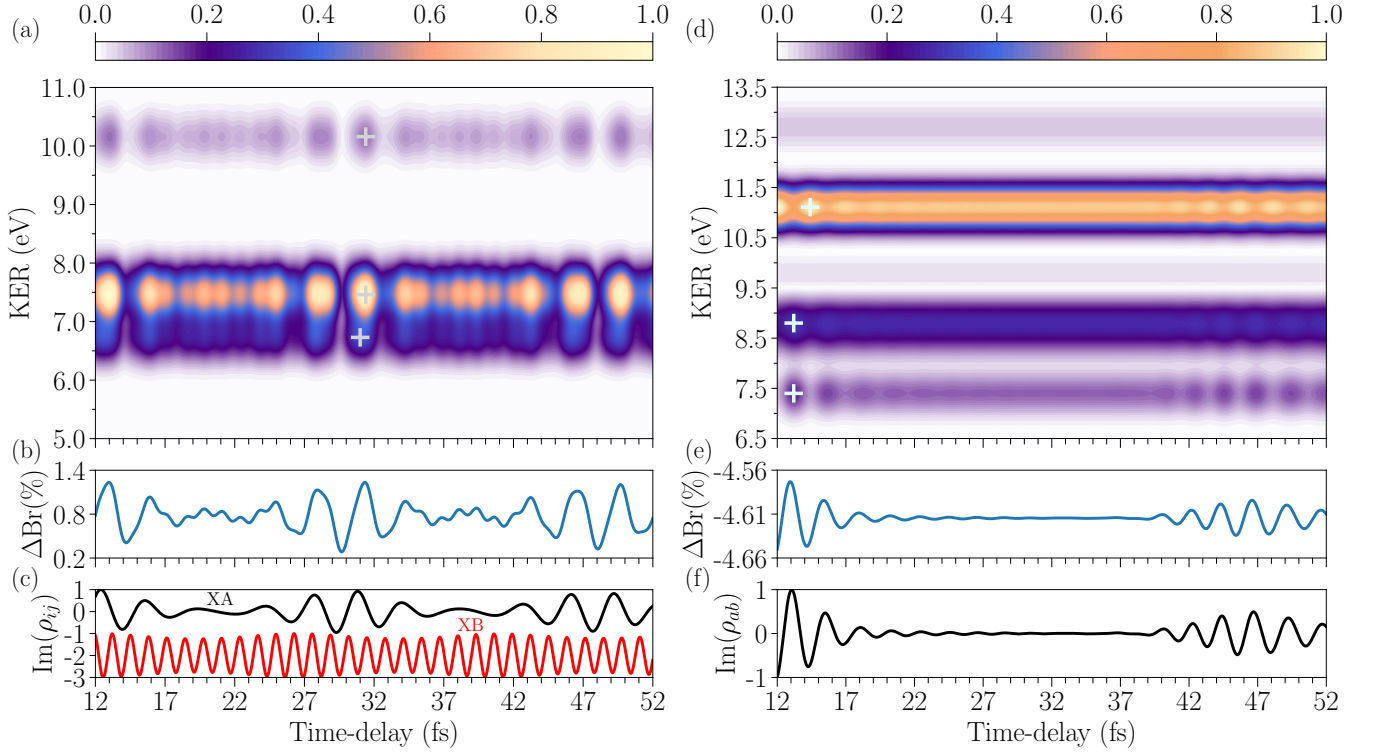 (a)
0.0 0.2 0.4 0.6 0.8 1.0
KER (eV)
11.0
10.0
9.0
8.0
7.0
6.0
5.0
(b)
ΔBr(%)
1.4
0.8
0.2
(c)
Im(ρij)
1
0
-1
-2
-3
XA
XB
12 17 22 27 32 37 42 47 52
Time-delay (fs)
(d)
0.0 0.2 0.4 0.6 0.8 1.0
KER (eV)
13.5
12.5
11.5
10.5
9.5
8.5
7.5
6.5
(e)
ΔBr(%)
-4.56
-4.61
-4.66
(f)
Im(ρab)
1
0
-1
12 17 22 27 32 37 42 47 52
Time-delay (fs)